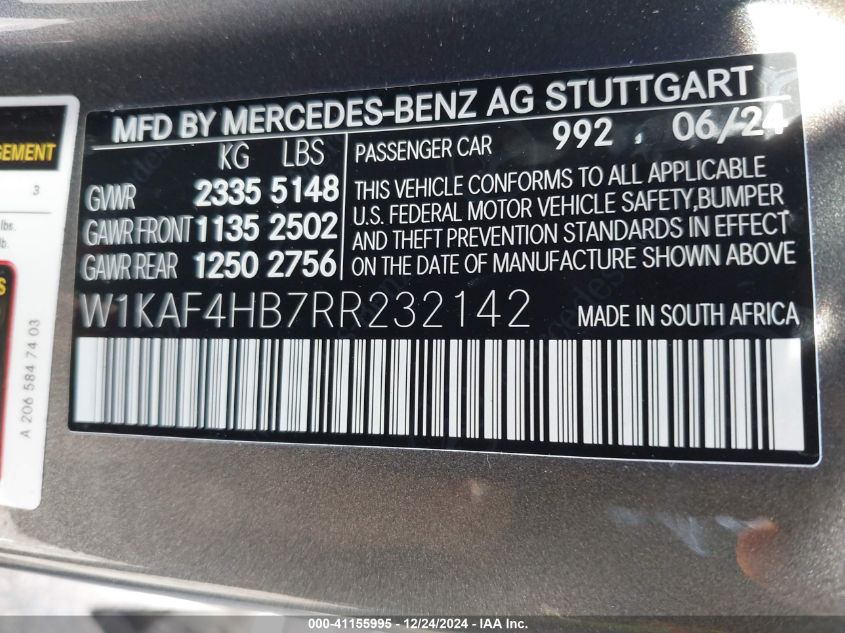 MFD BY MERCEDES-BENZ AG STUTTGART
KG LBS
GVWR 2335 5148
GAWR FRONT 1135 2502
GAWR REAR 1250 2756
PASSENGER CAR 992 06/24
THIS VEHICLE CONFORMS TO ALL APPLICABLE
U.S. FEDERAL MOTOR VEHICLE SAFETY,BUMPER
AND THEFT PREVENTION STANDARDS IN EFFECT
ON THE DATE OF MANUFACTURE SHOWN ABOVE
W1KAF4HB7RR232142 MADE IN SOUTH AFRICA
3
lbs.
lb.
A 206 584 74 03
000-41155995 - 12/24/2024 - IAA Inc.